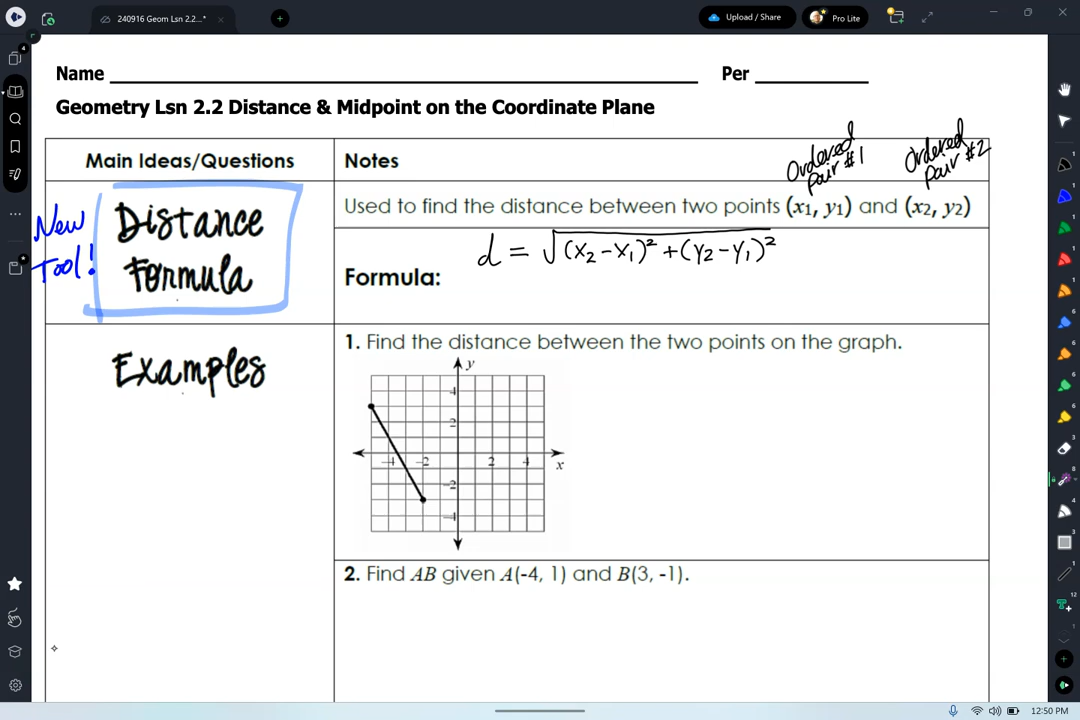 240916 Geom Lsn 2.2...*
Upload / Share
Pro Lite
Name
Per
Geometry Lsn 2.2 Distance & Midpoint on the Coordinate Plane
Main Ideas/Questions
Notes
Ordered pair #1
Ordered pair #2
New Tool!
Distance Formula
Used to find the distance between two points (x1, y1) and (x2, y2)
Formula:
d = √(x₂-x₁)² + (y₂-y₁)²
Examples
1. Find the distance between the two points on the graph.
y
4
2
-4 -2 2 4
x
-2
-4
2. Find AB given A(-4, 1) and B(3, -1).
12:50 PM